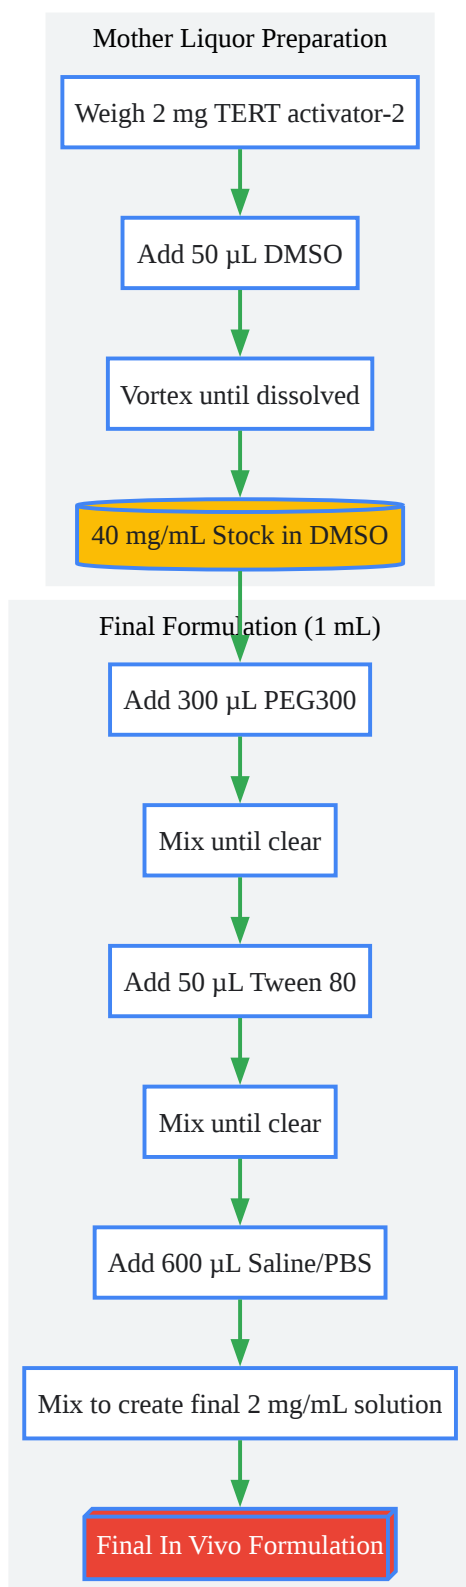 Mother Liquor Preparation
Weigh 2 mg TERT activator-2
Add 50 µL DMSO
Vortex until dissolved
40 mg/mL Stock in DMSO
Final Formulation (1 mL)
Add 300 µL PEG300
Mix until clear
Add 50 µL Tween 80
Mix until clear
Add 600 µL Saline/PBS
Mix to create final 2 mg/mL solution
Final In Vivo Formulation